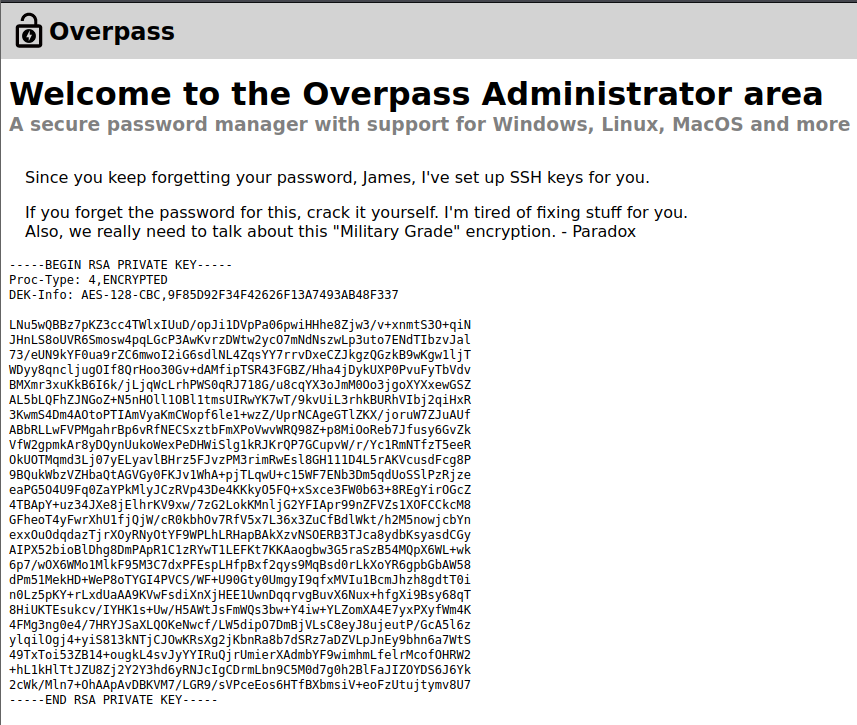 Overpass
Welcome to the Overpass Administrator area
A secure password manager with support for Windows, Linux, MacOS and more
Since you keep forgetting your password, James, I've set up SSH keys for you.
If you forget the password for this, crack it yourself. I'm tired of fixing stuff for you.
Also, we really need to talk about this "Military Grade" encryption. - Paradox
-----BEGIN RSA PRIVATE KEY-----
Proc-Type: 4,ENCRYPTED
DEK-Info: AES-128-CBC,9F85D92F34F42626F13A7493AB48F337

LNu5wQBBz7pKZ3cc4TWlxIUuD/opJi1DVpPa06pwiHHhe8Zjw3/v+xnmtS3O+qiN
JHnLS8oUVR6Smosw4pqLGcP3AwKvrzDWtw2ycO7mNdNszwLp3uto7ENdTIbzvJal
73/eUN9kYF0ua9rZC6mwoI2iG6sdlNL4ZqsYY7rrvDxeCZJkgzQGzkB9wKgw1ljT
WDyy8qncljugOIf8QrHoo30Gv+dAMfipTSR43FGBZ/Hha4jDykUXP0PvuFyTbVdv
BMXmr3xuKkB6I6k/jLjqWcLrhPWS0qRJ718G/u8cqYX3oJmM0Oo3jgoXYXxewGSZ
AL5bLQFhZJNGoZ+N5nHOll1OBl1tmsUIRwYK7wT/9kvUiL3rhkBURhVIbj2qiHxR
3KwmS4Dm4AOtoPTIAmVyaKmCWopf6le1+wzZ/UprNCAgeGTlZKX/joruW7ZJuAUf
ABbRLLwFVPMgahrBp6vRfNECSxztbFmXPoVwvWRQ98Z+p8MiOoReb7Jfusy6GvZk
VfW2gpmkAr8yDQynUukoWexPeDHWiSlg1kRJKrQP7GCupvW/r/Yc1RmNTfzT5eeR
OkUOTMqmd3Lj07yELyavlBHrz5FJvzPM3rimRwEsl8GH111D4L5rAKVcusdFcg8P
9BQukWbzVZHbaQtAGVGy0FKJv1WhA+pjTLqwU+c15WF7ENb3Dm5qdUoSSlPzRjze
eaPG5O4U9Fq0ZaYPkMlyJCzRVp43De4KKkyO5FQ+xSxce3FW0b63+8REgYirOGcZ
4TBApY+uz34JXe8jElhrKV9xw/7zG2LokKMnljG2YFIApr99nZFVZs1XOFCCkcM8
GFheoT4yFwrXhU1fjQjW/cR0kbhOv7RfV5x7L36x3ZuCfBdlWkt/h2M5nowjcbYn
exxOuOdqdazTjrXOyRNyOtYF9WPLhLRHapBAkXzvNSOERB3TJca8ydbKsyasdCGy
AIPX52bioBlDhg8DmPApR1C1zRYwT1LEFKt7KKAaogbw3G5raSzB54MQpX6WL+wk
6p7/wOX6WMo1MlkF95M3C7dxPFEspLHfpBxf2qys9MqBsd0rLkXoYR6gpbGbAW58
dPm51MekHD+WeP8oTYGI4PVCS/WF+U90Gty0UmgyI9qfxMVIu1BcmJhzh8gdtT0i
n0Lz5pKY+rLxdUaAA9KVwFsdiXnXjHEE1UwnDqqrvgBuvX6Nux+hfgXi9Bsy68qT
8HiUKTEsukcv/IYHK1s+Uw/H5AWtJsFmWQs3bw+Y4iw+YLZomXA4E7yxPXyfWm4K
4FMg3ng0e4/7HRYJSaXLQOKeNwcf/LW5dipO7DmBjVLsC8eyJ8ujeutP/GcA5l6z
ylqilOgj4+yiS813kNTjCJOwKRsXg2jKbnRa8b7dSRz7aDZVLpJnEy9bhn6a7WtS
49TxToi53ZB14+ougkL4svJyYYIRuQjrUmierXAdmbYF9wimhmLfelrMcofOHRW2
+hL1kHlTtJZU8Zj2Y2Y3hd6yRNJcIgCDrmLbn9C5M0d7g0h2BlFaJIZOYDS6J6Yk
2cWk/Mln7+OhAApAvDBKVM7/LGR9/sVPceEos6HTfBXbmsiV+eoFzUtujtymv8U7
-----END RSA PRIVATE KEY-----